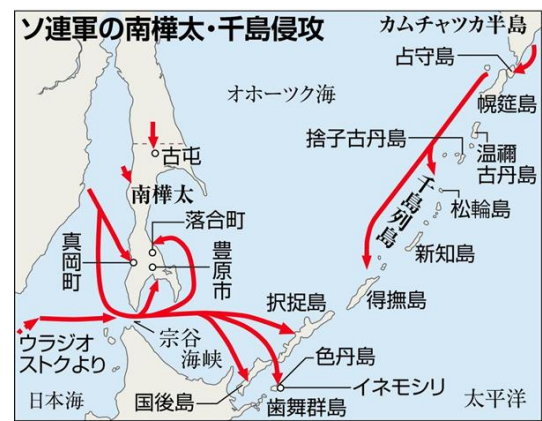 ソ連軍の南樺太・千島侵攻
カムチャツカ半島
占守島
オホーツク海
幌筵島
捨子古丹島
温禰
古丹島
古屯
南樺太
千島列島
松輪島
落合町
真岡町
豊原市
新知島
得撫島
択捉島
ウラジオ
ストクより
宗谷
海峡
色丹島
イネモシリ
日本海
国後島
歯舞群島
太平洋